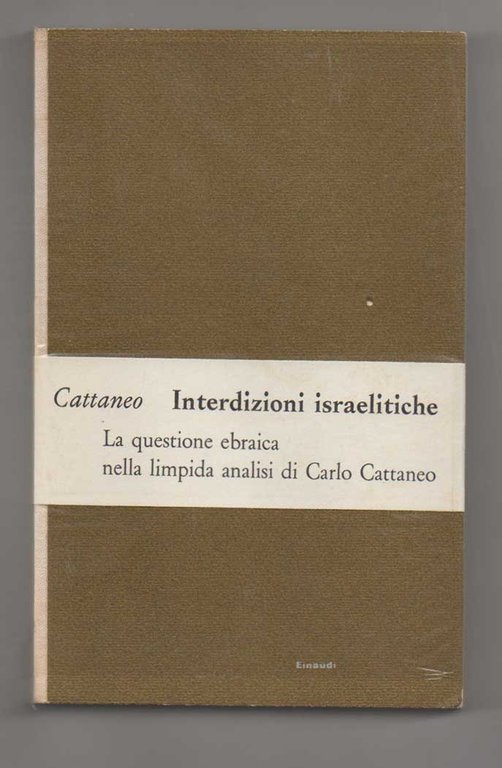 Cattaneo Interdizioni israelitiche
La questione ebraica
nella limpida analisi di Carlo Cattaneo
Einaudi